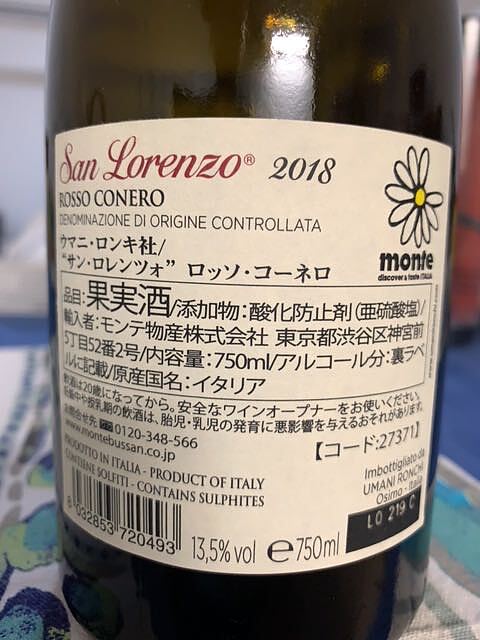 San Lorenzo® 2018
ROSSO CONERO
DENOMINAZIONE DI ORIGINE CONTROLLATA
monte
discover & taste ITALIA
ウマニ・ロンキ社/
“サン・ロレンツォ” ロッソ・コーネロ
品目:果実酒/添加物:酸化防止剤(亜硫酸塩)/
輸入者:モンテ物産株式会社 東京都渋谷区神宮前
5丁目52番2号/内容量:750ml/アルコール分:裏ラベ
ルに記載/原産国名:イタリア
飲酒は20歳になってから。安全なワインオープナーをお使いください。
妊娠中や授乳期の飲酒は、胎児・乳児の発育に悪影響を与えるおそれがあります。
お問合せ先 0120-348-566
www.montebussan.co.jp
【コード:27371】
PRODOTTO IN ITALIA - PRODUCT OF ITALY
CONTIENE SOLFITI - CONTAINS SULPHITES
Imbottigliato da
UMANI RONCHI
Osimo - Italia
LO 219 C
8 032853 720493
13,5% vol e 750ml